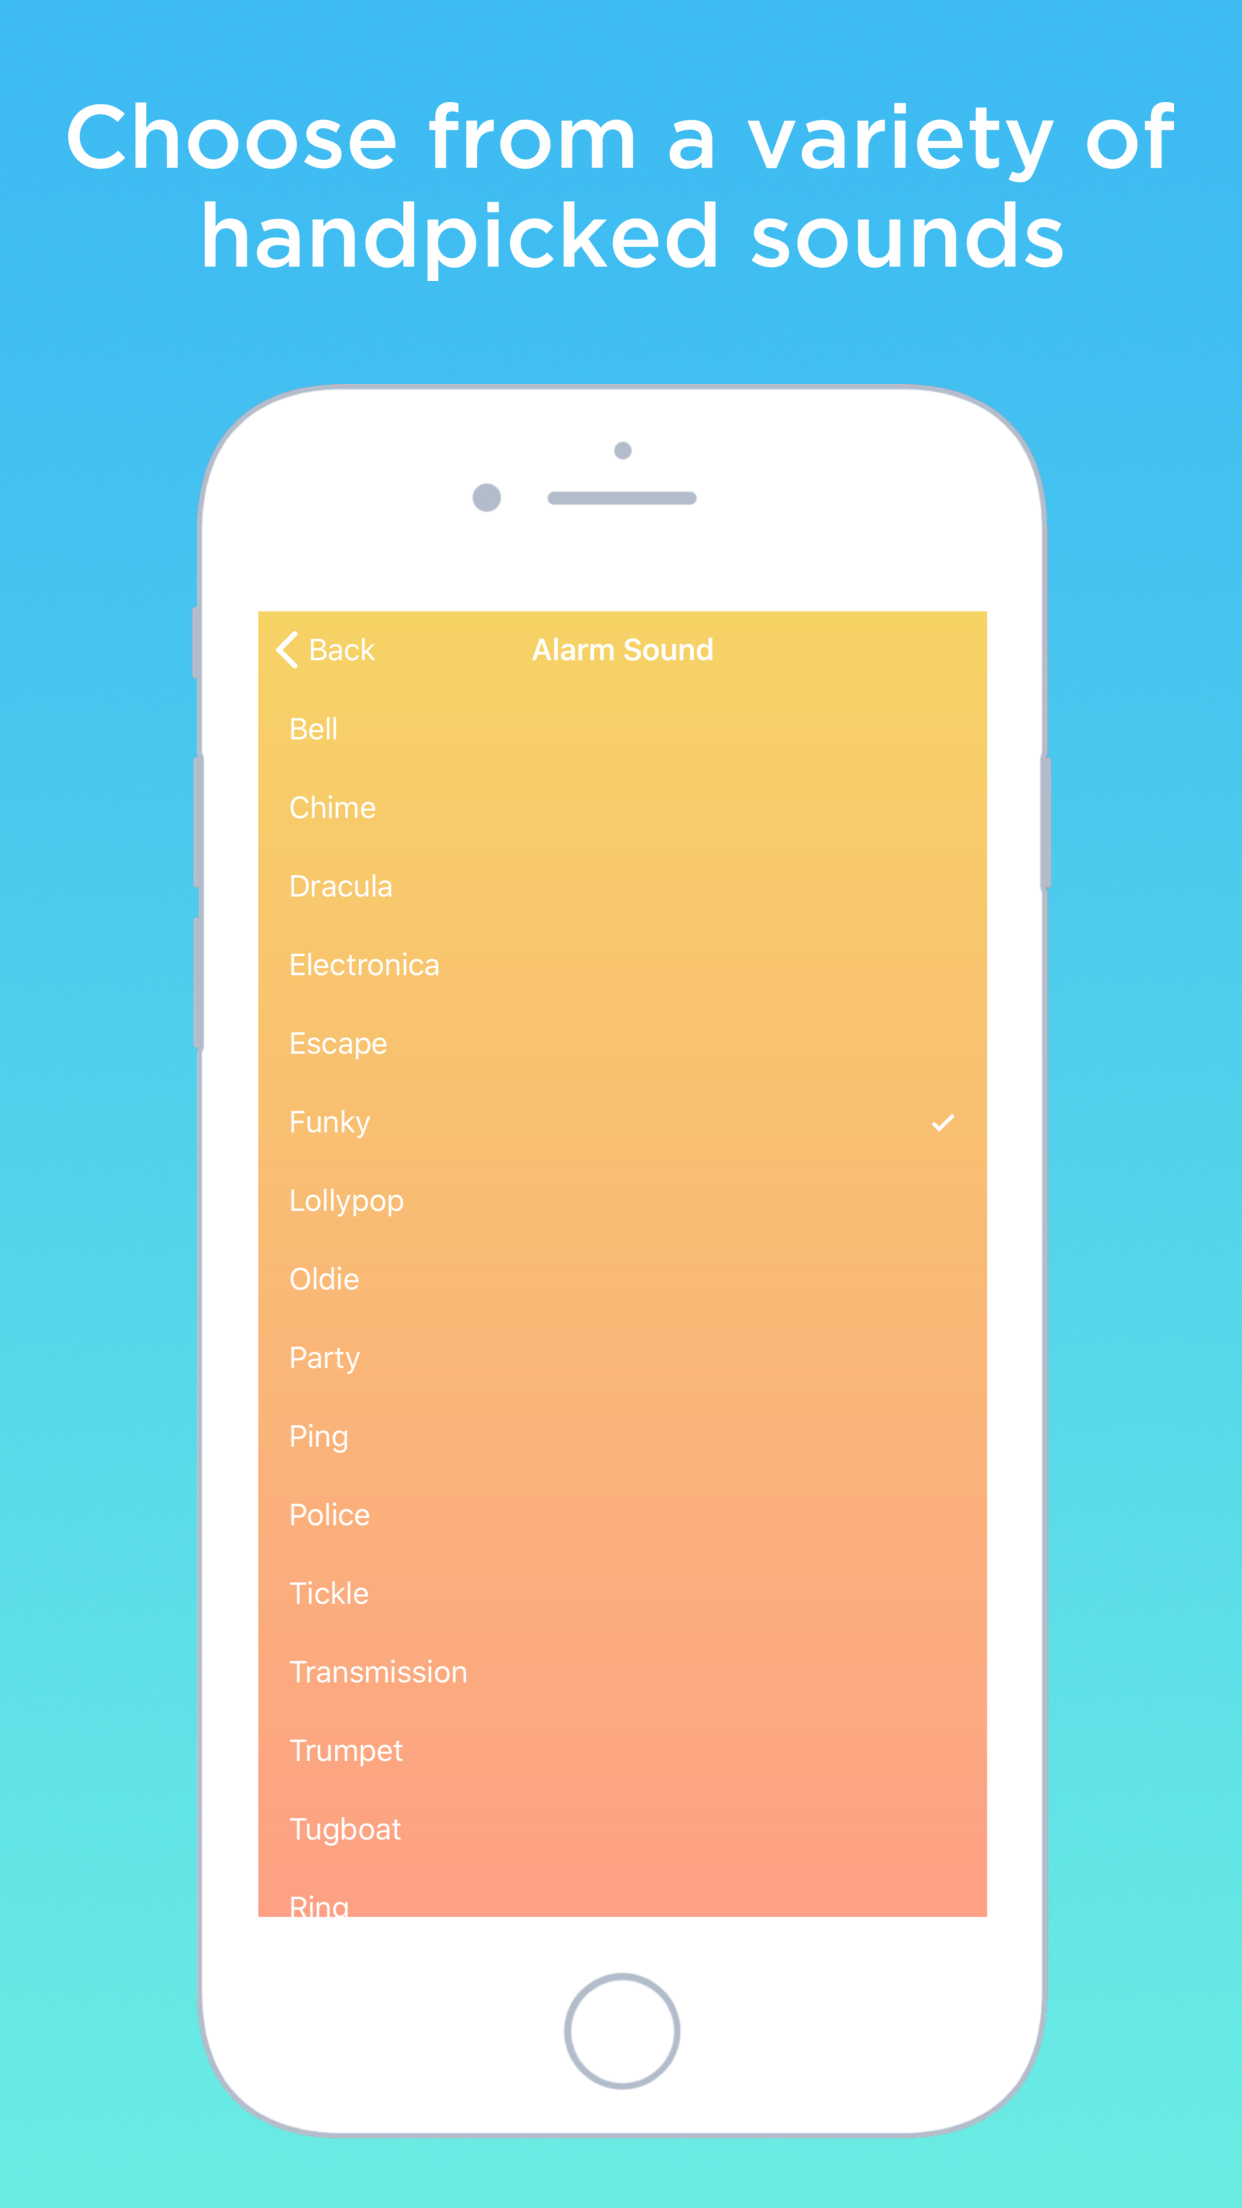 Choose from a variety of
handpicked sounds
Back
Alarm Sound
Bell
Chime
Dracula
Electronica
Escape
Funky
Lollypop
Oldie
Party
Ping
Police
Tickle
Transmission
Trumpet
Tugboat
Ring